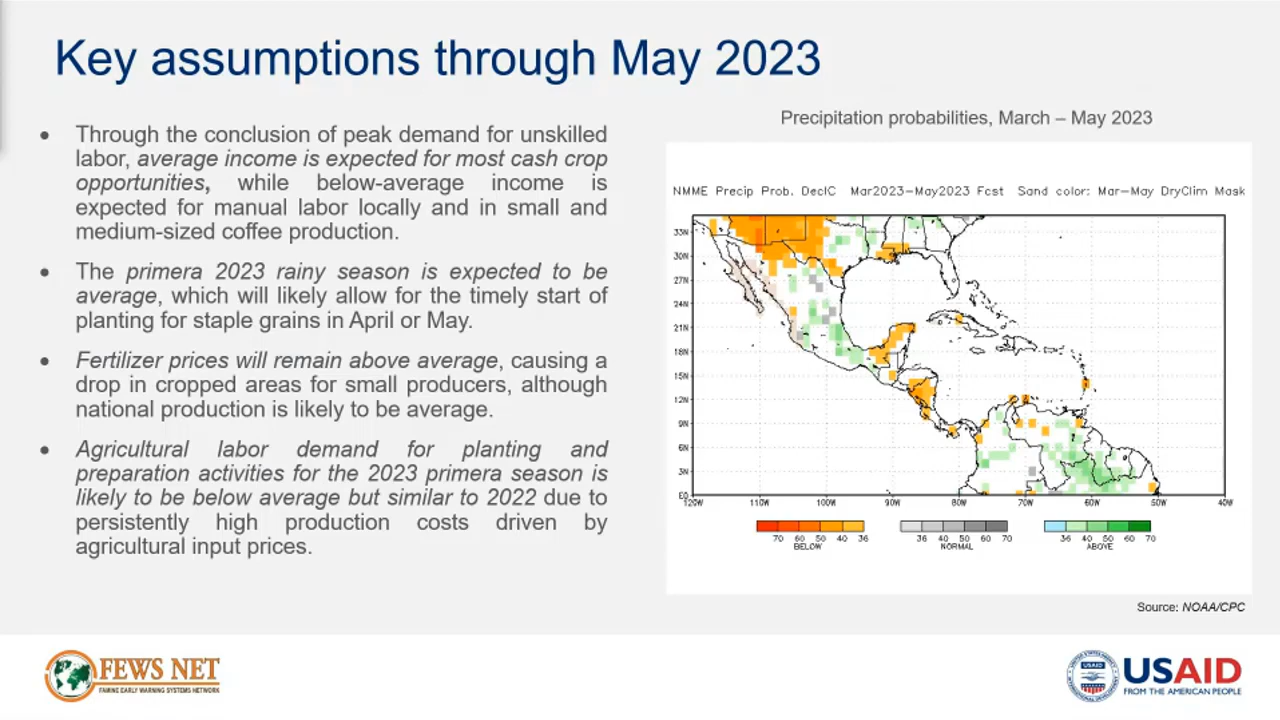 Key assumptions through May 2023
• Through the conclusion of peak demand for unskilled
labor, average income is expected for most cash crop
opportunities, while below-average income is
expected for manual labor locally and in small and
medium-sized coffee production.
• The primera 2023 rainy season is expected to be
average, which will likely allow for the timely start of
planting for staple grains in April or May.
• Fertilizer prices will remain above average, causing a
drop in cropped areas for small producers, although
national production is likely to be average.
• Agricultural labor demand for planting and
preparation activities for the 2023 primera season is
likely to be below average but similar to 2022 due to
persistently high production costs driven by
agricultural input prices.
Precipitation probabilities, March – May 2023
NMME Precip Prob. DecIC Mar2023-May2023 Fcst Sand color: Mar-May DryClim Mask
33N
30N
27N
24N
21N
18N
15N
12N
9N
6N
3N
EQ
120W 110W 100W 90W 80W 70W 60W 50W 40W
70 60 50 40 36
BELOW
36 40 50 60 70
NORMAL
36 40 50 60 70
ABOVE
Source: NOAA/CPC
FEWS NET
FAMINE EARLY WARNING SYSTEMS NETWORK
USAID
USAID
FROM THE AMERICAN PEOPLE